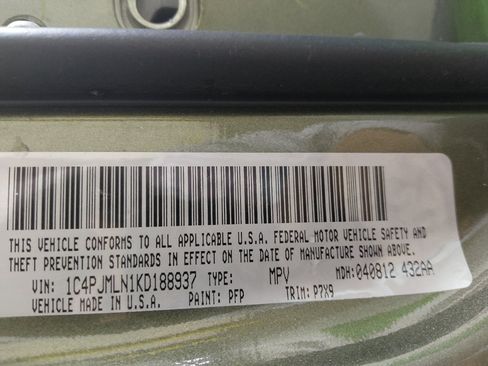 THIS VEHICLE CONFORMS TO ALL APPLICABLE U.S.A. FEDERAL MOTOR VEHICLE SAFETY AND
THEFT PREVENTION STANDARDS IN EFFECT ON THE DATE OF MANUFACTURE SHOWN ABOVE.
VIN: 1C4PJMLN1KD188937 TYPE: MPV MDH: 040812 432AA
VEHICLE MADE IN U.S.A. PAINT: PFP TRIM: P7X9